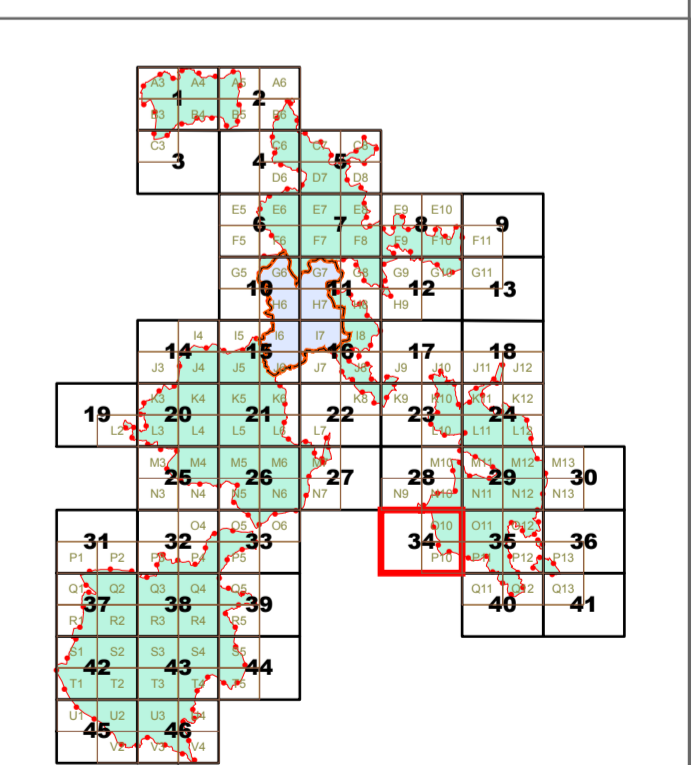 A3 A4 A5 A6
1 2
B3 B4 B5 B6
C3 C6 C7 C8
3 4 5
D6 D7 D8
E5 E6 E7 E8 E9 E10
6 7 8 9
F5 F6 F7 F8 F9 F10 F11
G5 G6 G7 G8 G9 G10 G11
10 11 12 13
H6 H7 H8 H9
I4 I5 I6 I7 I8
14 15 16 17 18
J3 J4 J5 J6 J7 J8 J9 J10 J11 J12
K3 K4 K5 K6 K8 K9 K10 K11 K12
19 20 21 22 23 24
L2 L3 L4 L5 L6 L7 L10 L11 L12
M3 M4 M5 M6 M10 M11 M12 M13
25 26 27 28 29 30
N3 N4 N5 N6 N7 N9 N10 N11 N12 N13
O4 O5 O6 O10 O11 O12
31 32 33 34 35 36
P1 P2 P3 P4 P5 P10 P11 P12 P13
Q1 Q2 Q3 Q4 Q5 Q11 Q12 Q13
37 38 39 40 41
R1 R2 R3 R4 R5
S1 S2 S3 S4 S5
42 43 44
T1 T2 T3 T4 T5
U1 U2 U3 U4
45 46
V2 V3 V4